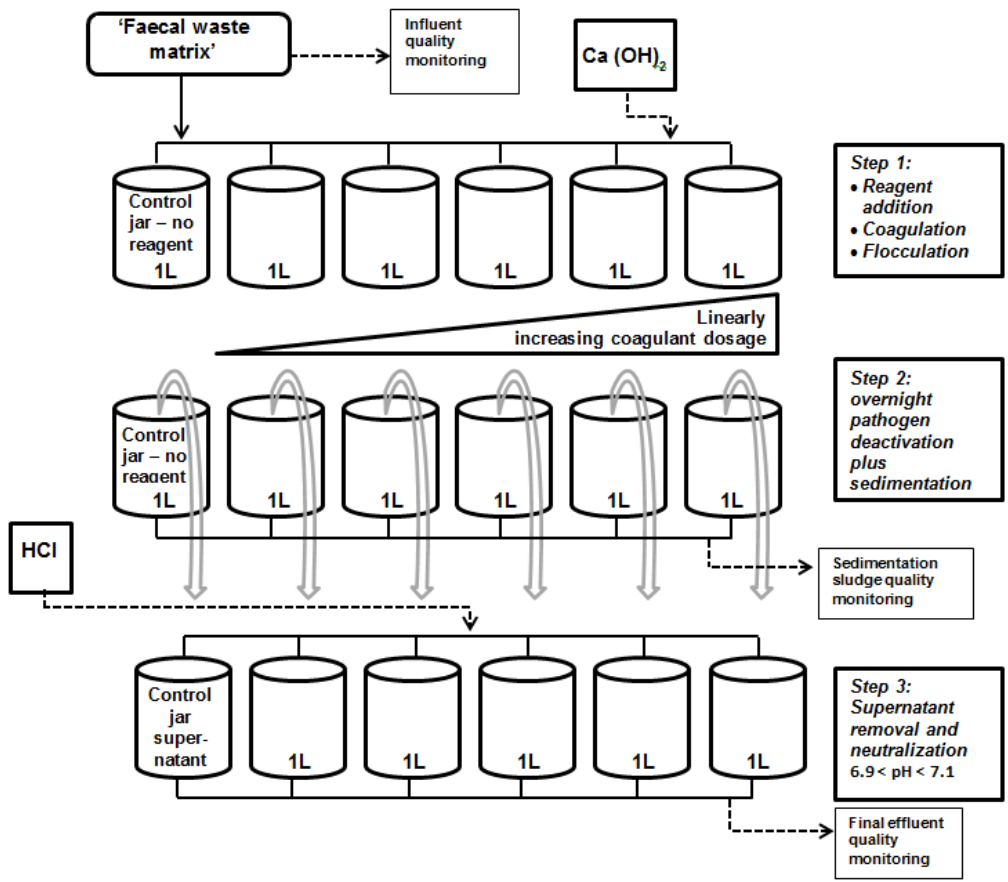 ‘Faecal waste
matrix’
Influent
quality
monitoring
Ca (OH)2
Control
jar – no
reagent
1L
1L
1L
1L
1L
1L
Step 1:
• Reagent
addition
• Coagulation
• Flocculation
Linearly
increasing coagulant dosage
Control
jar – no
reagent
1L
1L
1L
1L
1L
1L
Step 2:
overnight
pathogen
deactivation
plus
sedimentation
HCl
Sedimentation
sludge quality
monitoring
Control
jar
super-
natant
1L
1L
1L
1L
1L
Step 3:
Supernatant
removal and
neutralization
6.9 < pH < 7.1
Final effluent
quality
monitoring